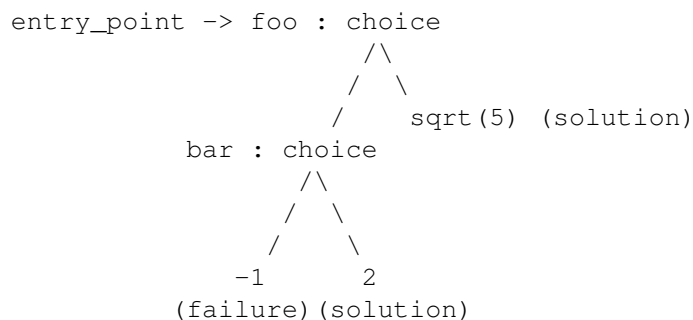 entry_point -> foo : choice
/\
/ \
/ sqrt(5) (solution)
bar : choice
/\
/ \
/ \
-1 2
(failure)(solution)